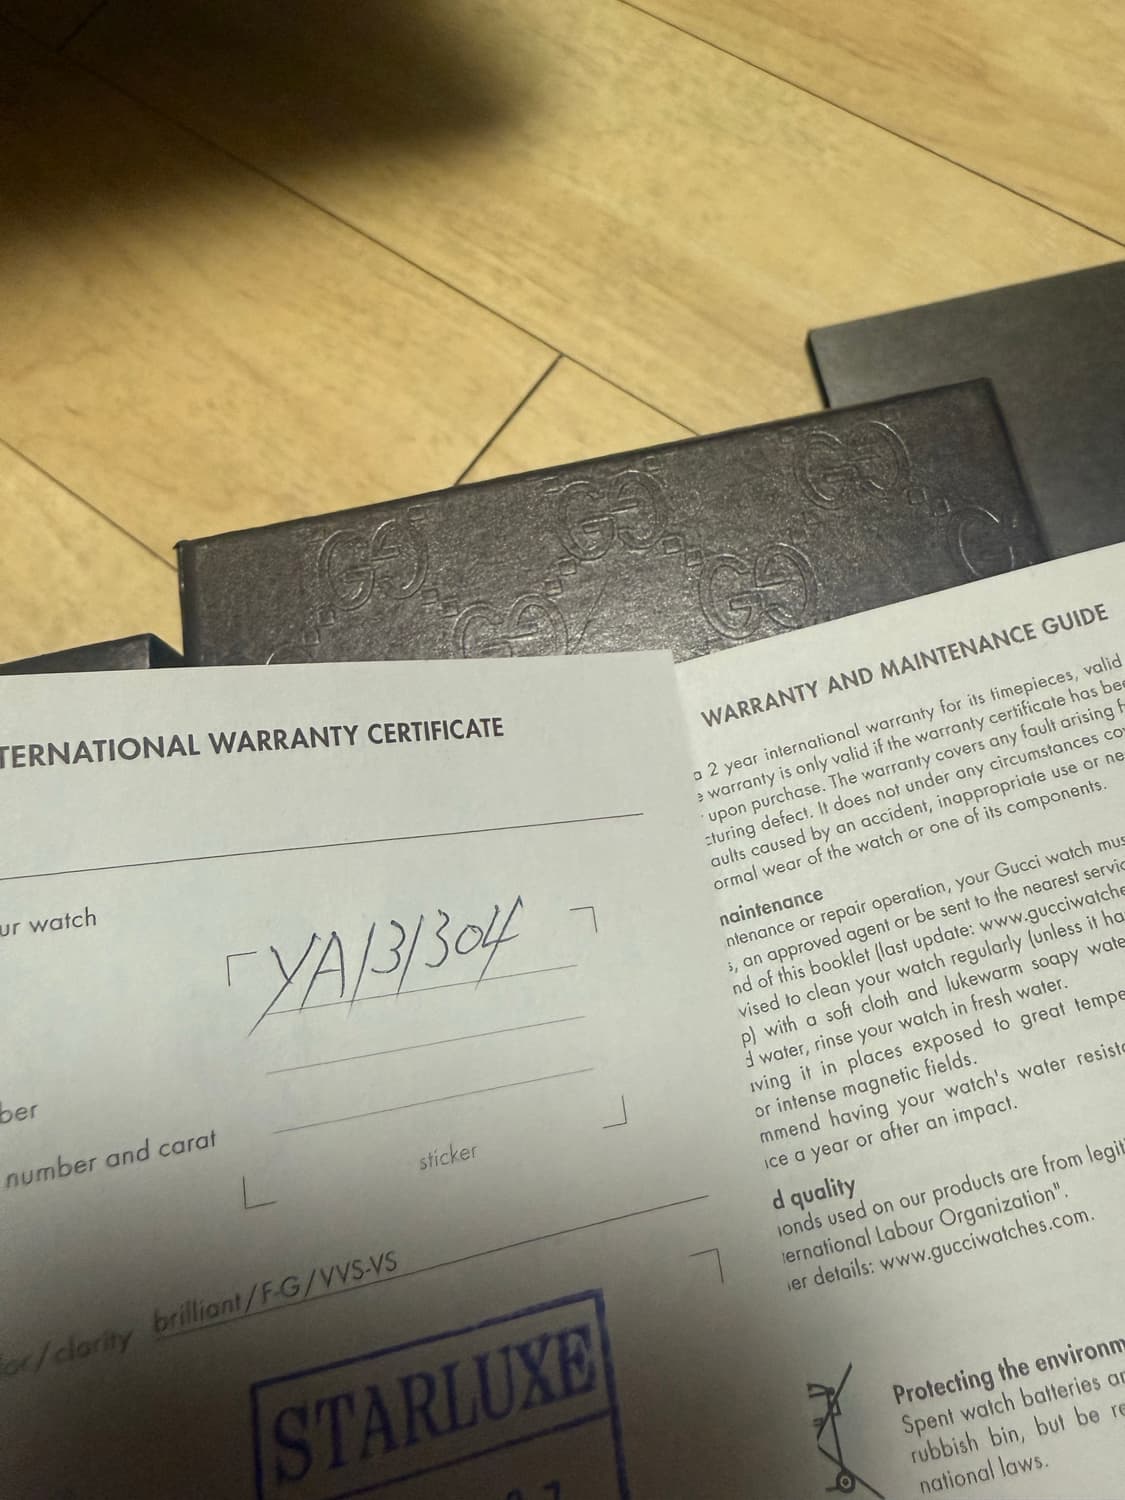 TERNATIONAL WARRANTY CERTIFICATE
ur watch
YA131304
ber
number and carat
sticker
/clarity brilliant/F-G/VVS-VS
STARLUXE
WARRANTY AND MAINTENANCE GUIDE
a 2 year international warranty for its timepieces, valid
warranty is only valid if the warranty certificate has bee
upon purchase. The warranty covers any fault arising f
cturing defect. It does not under any circumstances co
aults caused by an accident, inappropriate use or ne
ormal wear of the watch or one of its components.
naintenance
ntenance or repair operation, your Gucci watch mus
s, an approved agent or be sent to the nearest servic
nd of this booklet (last update: www.gucciwatche
vised to clean your watch regularly (unless it ha
p) with a soft cloth and lukewarm soapy wate
d water, rinse your watch in fresh water.
ving it in places exposed to great tempe
or intense magnetic fields.
mmend having your watch's water resista
ice a year or after an impact.
d quality
onds used on our products are from legiti
ernational Labour Organization".
er details: www.gucciwatches.com.
Protecting the environm
Spent watch batteries ar
rubbish bin, but be re
national laws.